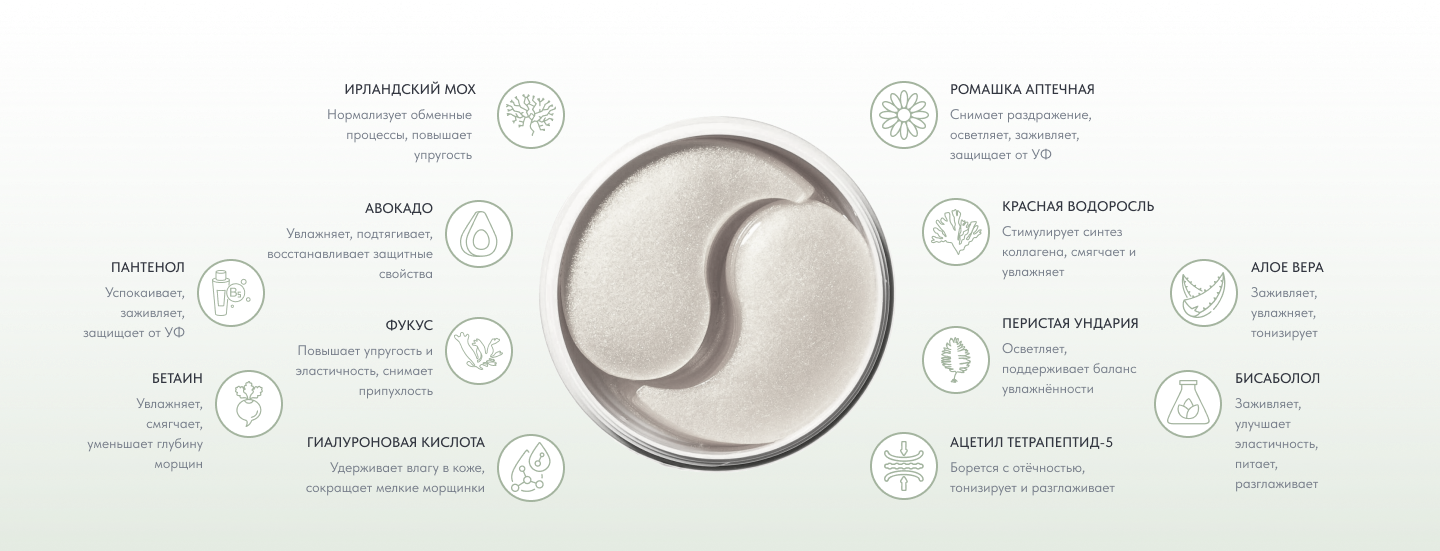 ИРЛАНДСКИЙ МОХ
Нормализует обменные
процессы, повышает
упругость
АВОКАДО
Увлажняет, подтягивает,
восстанавливает защитные
свойства
ПАНТЕНОЛ
Успокаивает,
заживляет,
защищает от УФ
B5
ФУКУС
Повышает упругость и
эластичность, снимает
припухлость
БЕТАИН
Увлажняет,
смягчает,
уменьшает глубину
морщин
ГИАЛУРОНОВАЯ КИСЛОТА
Удерживает влагу в коже,
сокращает мелкие морщинки
РОМАШКА АПТЕЧНАЯ
Снимает раздражение,
осветляет, заживляет,
защищает от УФ
КРАСНАЯ ВОДОРОСЛЬ
Стимулирует синтез
коллагена, смягчает и
увлажняет
АЛОЕ ВЕРА
Заживляет,
увлажняет,
тонизирует
ПЕРИСТАЯ УНДАРИЯ
Осветляет,
поддерживает баланс
увлажнённости
БИСАБОЛОЛ
Заживляет,
улучшает
эластичность,
питает,
разглаживает
АЦЕТИЛ ТЕТРАПЕПТИД-5
Борется с отёчностью,
тонизирует и разглаживает